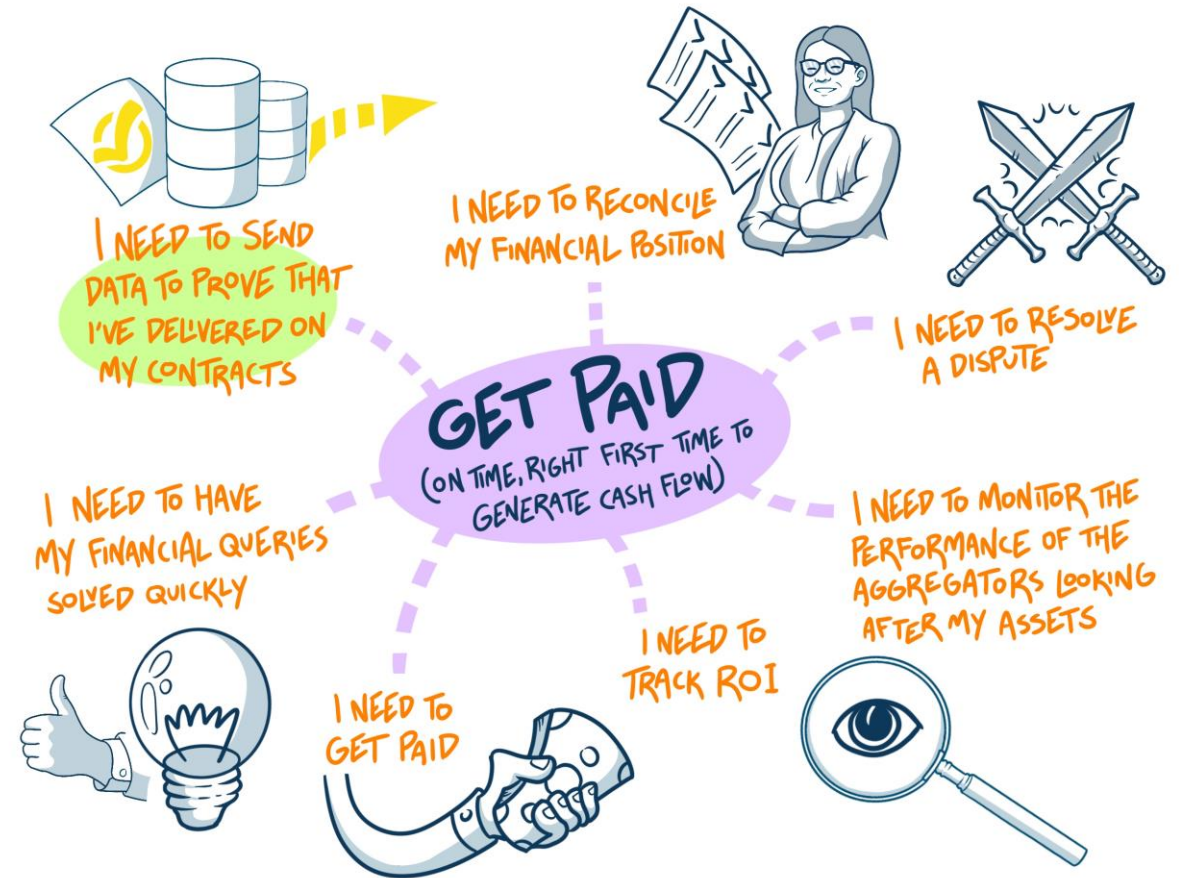 I NEED TO SEND
DATA TO PROVE THAT
I'VE DELIVERED ON
MY CONTRACTS
I NEED TO RECONCILE
MY FINANCIAL POSITION
I NEED TO RESOLVE
A DISPUTE
GET PAID
(ON TIME, RIGHT FIRST TIME TO
GENERATE CASH FLOW)
I NEED TO HAVE
MY FINANCIAL QUERIES
SOLVED QUICKLY
I NEED TO MONITOR THE
PERFORMANCE OF THE
AGGREGATORS LOOKING
AFTER MY ASSETS
I NEED TO
TRACK ROI
I NEED TO
GET PAID